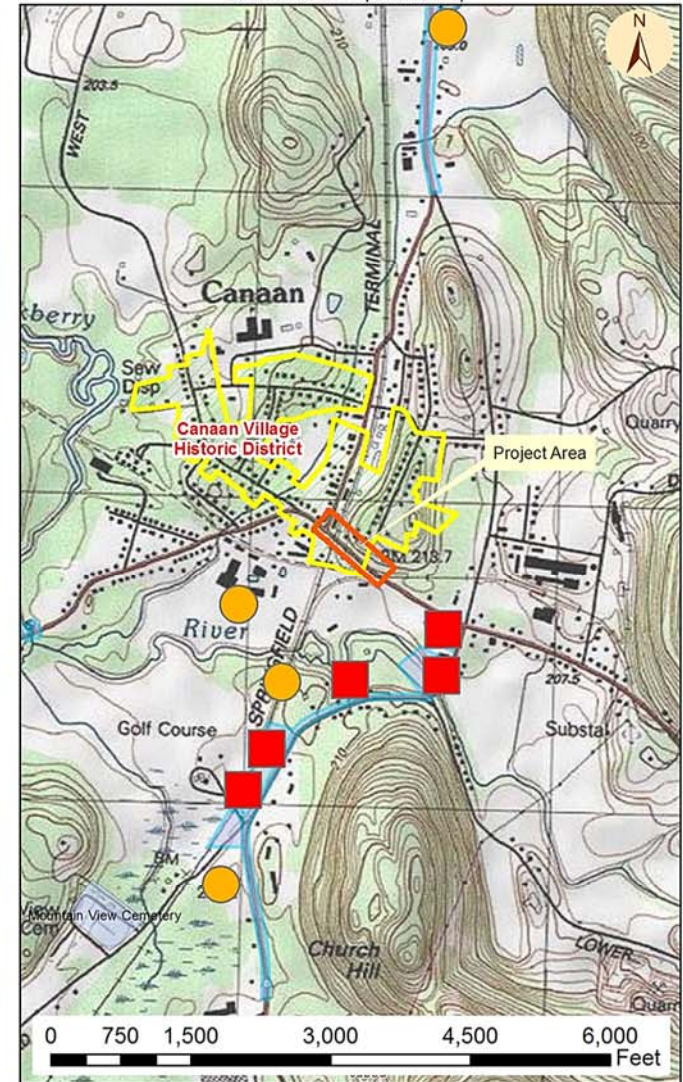 N
203.5
210
WEST
7
TERMINAL
Canaan
kberry
Sew
Disp
Canaan Village
Historic District
Quarry
Project Area
BM 213.7
River
SPRINGFIELD
207.5
Golf Course
Substa
210
BM
Mountain View Cemetery
View
Cem
Church
Hill
LOWER
Quarr
0 750 1,500 3,000 4,500 6,000
Feet